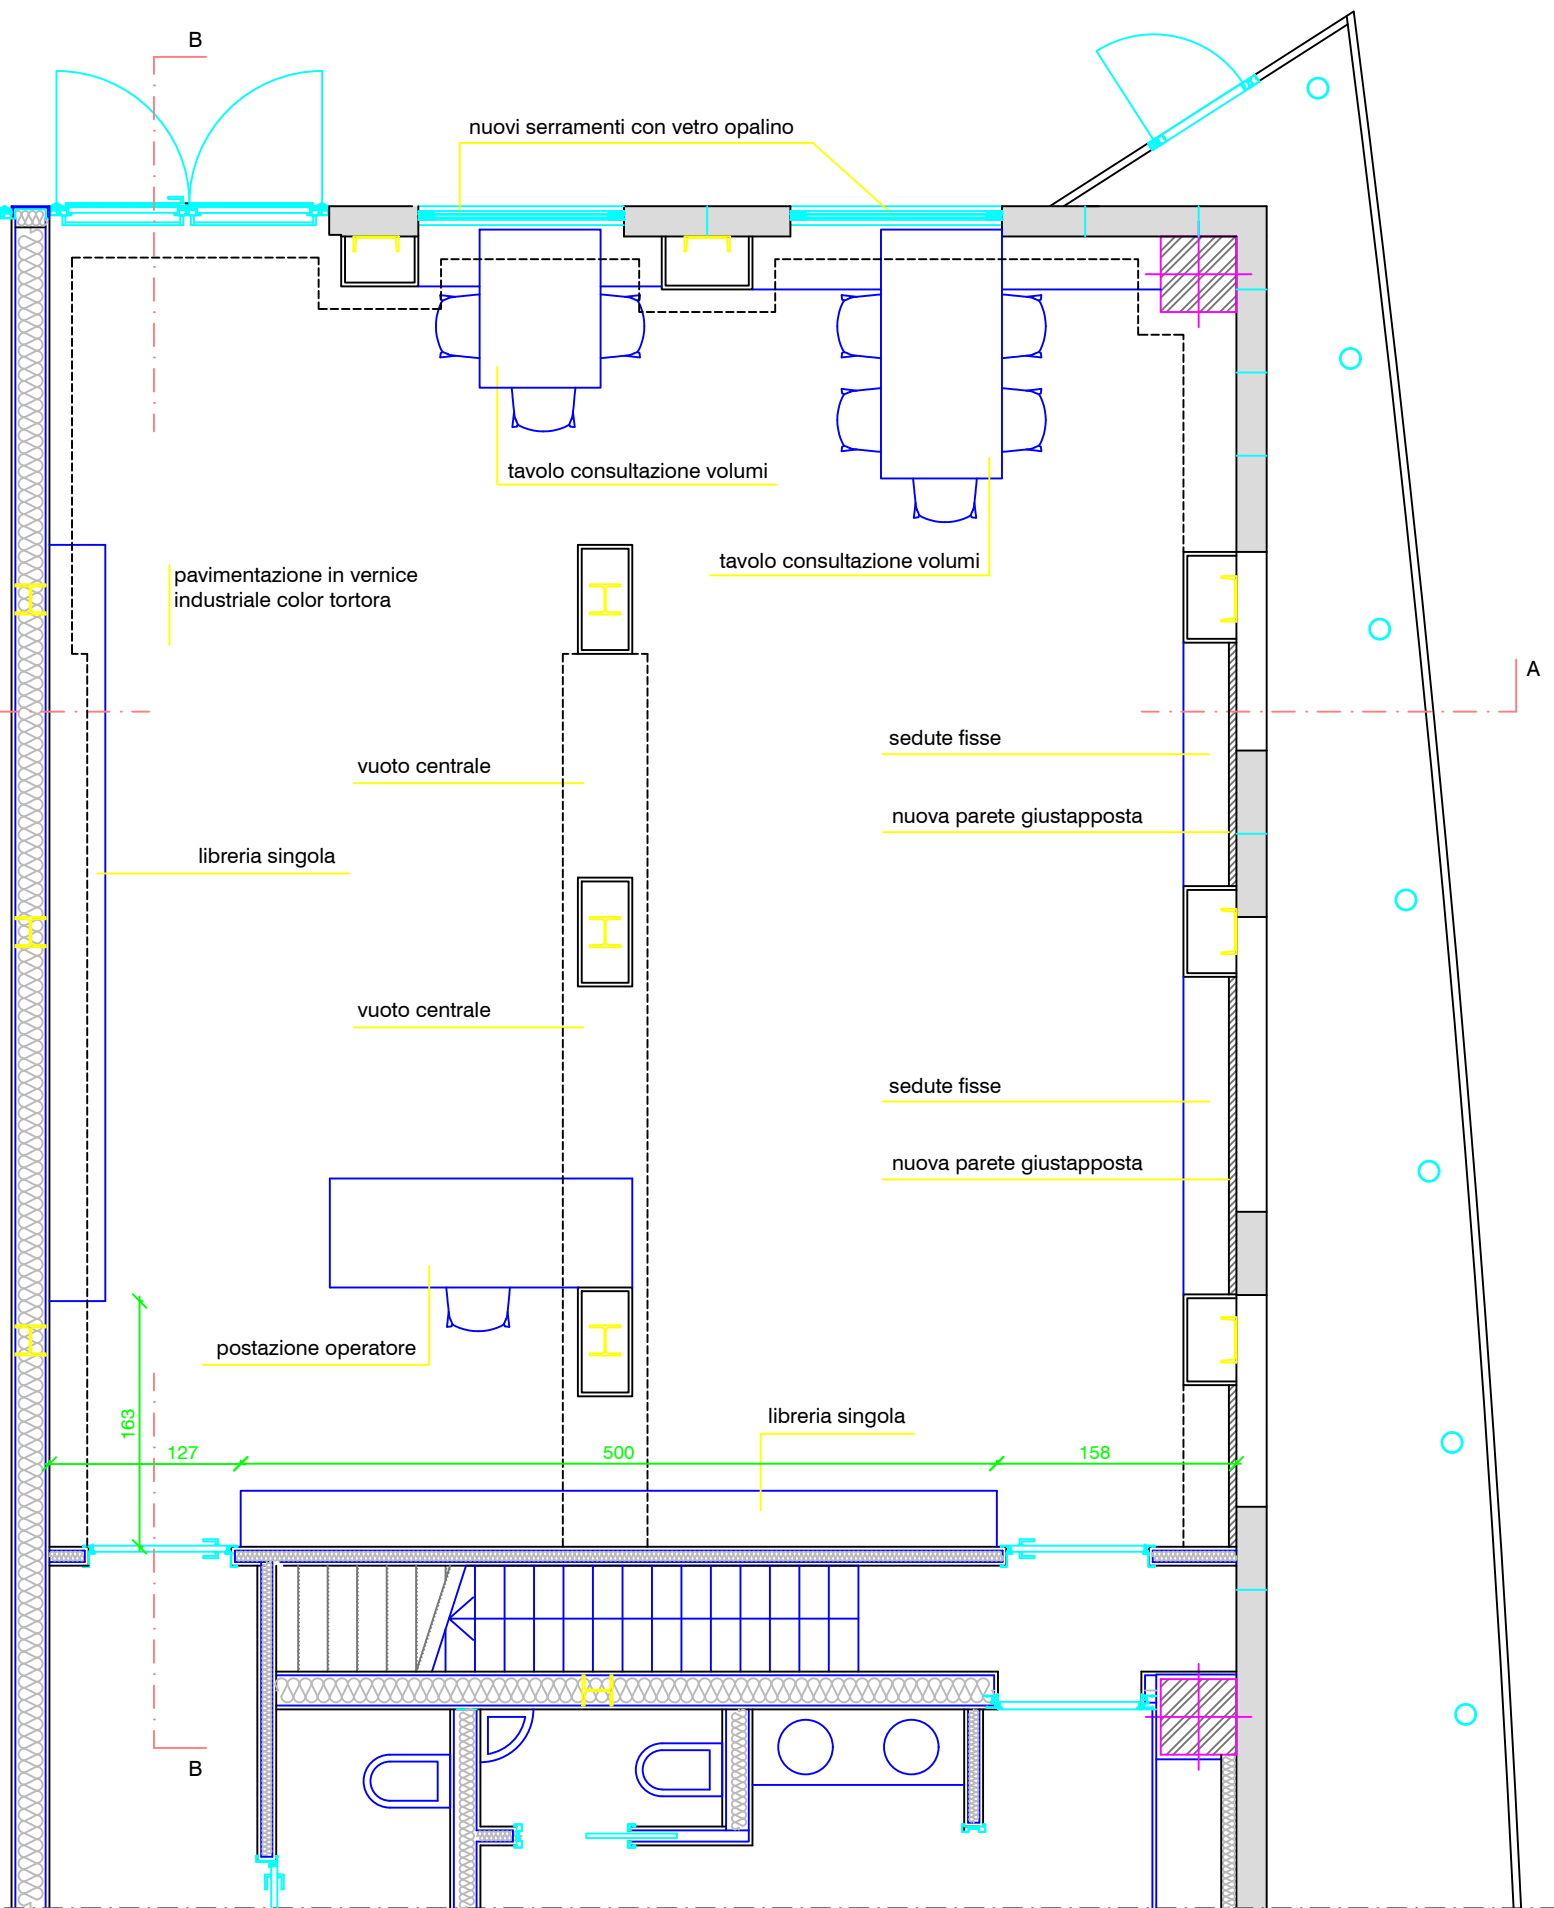 B
nuovi serramenti con vetro opalino
tavolo consultazione volumi
tavolo consultazione volumi
pavimentazione in vernice
industriale color tortora
A
sedute fisse
vuoto centrale
nuova parete giustapposta
libreria singola
vuoto centrale
sedute fisse
nuova parete giustapposta
postazione operatore
libreria singola
163
127
500
158
B